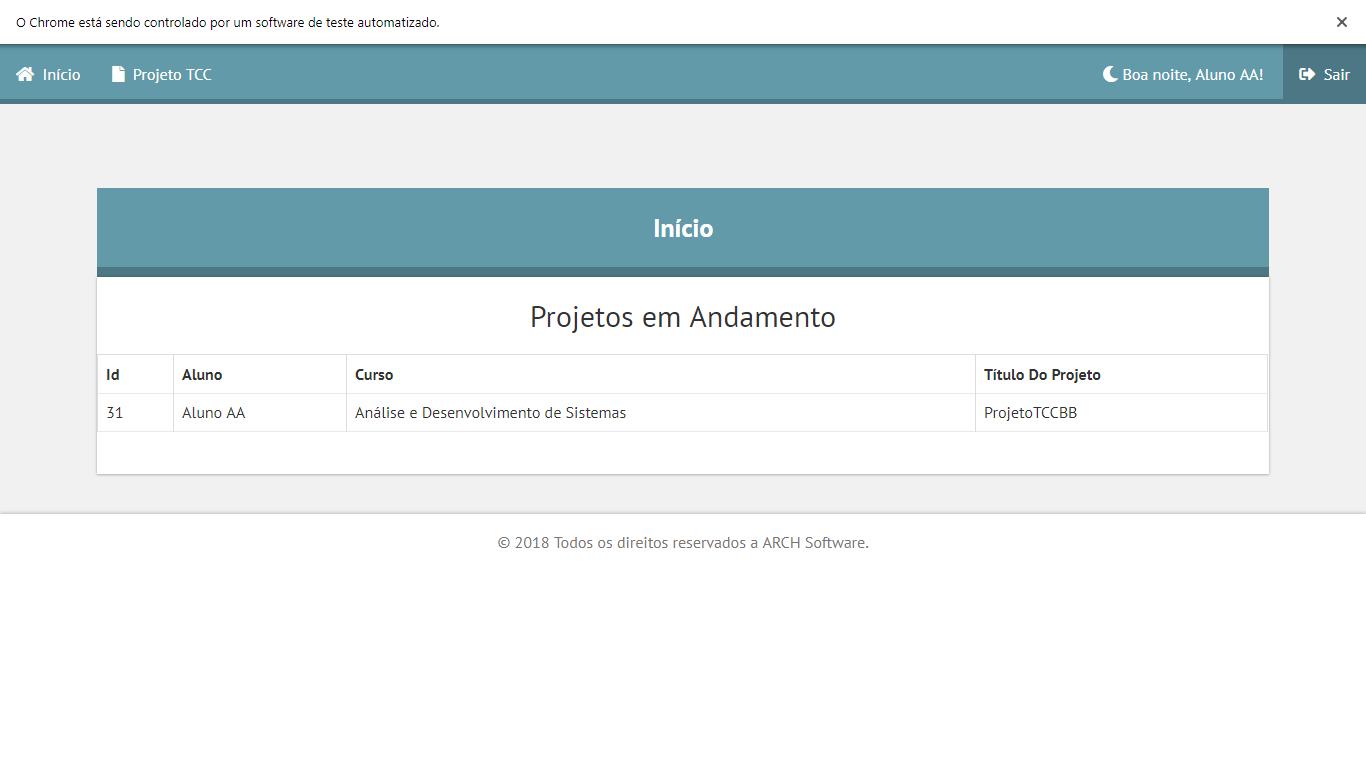 O Chrome está sendo controlado por um software de teste automatizado.
Início Projeto TCC Boa noite, Aluno AA! Sair
Início
Projetos em Andamento
Id Aluno Curso Título Do Projeto
31 Aluno AA Análise e Desenvolvimento de Sistemas ProjetoTCCBB
© 2018 Todos os direitos reservados a ARCH Software.